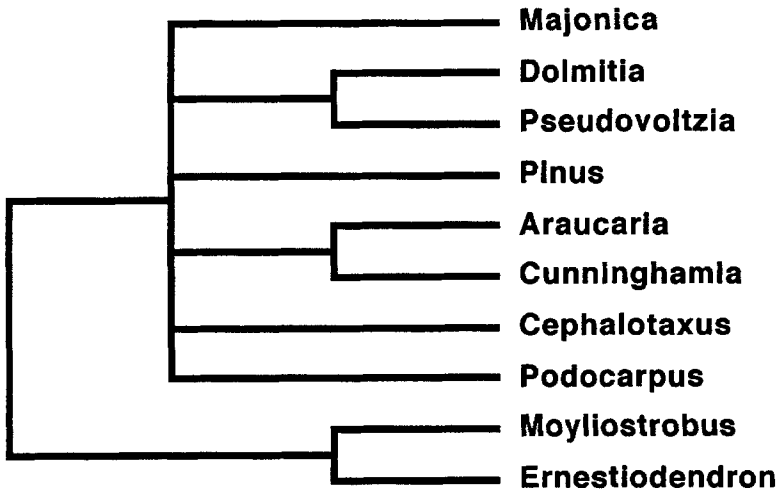 Majonica
Dolmitia
Pseudovoltzia
Pinus
Araucaria
Cunninghamia
Cephalotaxus
Podocarpus
Moyliostrobus
Ernestiodendron